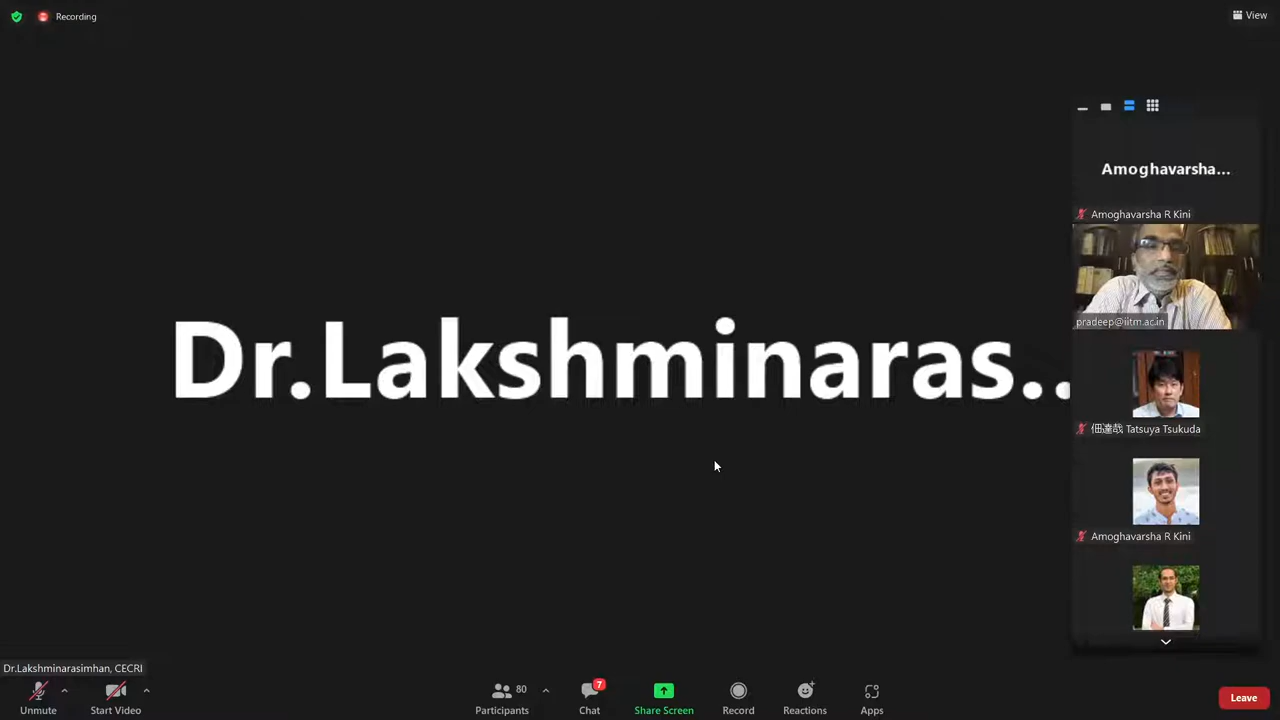 Recording
View
Amoghavarsha...
Amoghavarsha R Kini
pradeep@iitm.ac.in
Dr.Lakshminaras...
佃達哉 Tatsuya Tsukuda
Amoghavarsha R Kini
Dr.Lakshminarasimhan, CECRI
Unmute
Start Video
80
Participants
7
Chat
Share Screen
Record
Reactions
Apps
Leave